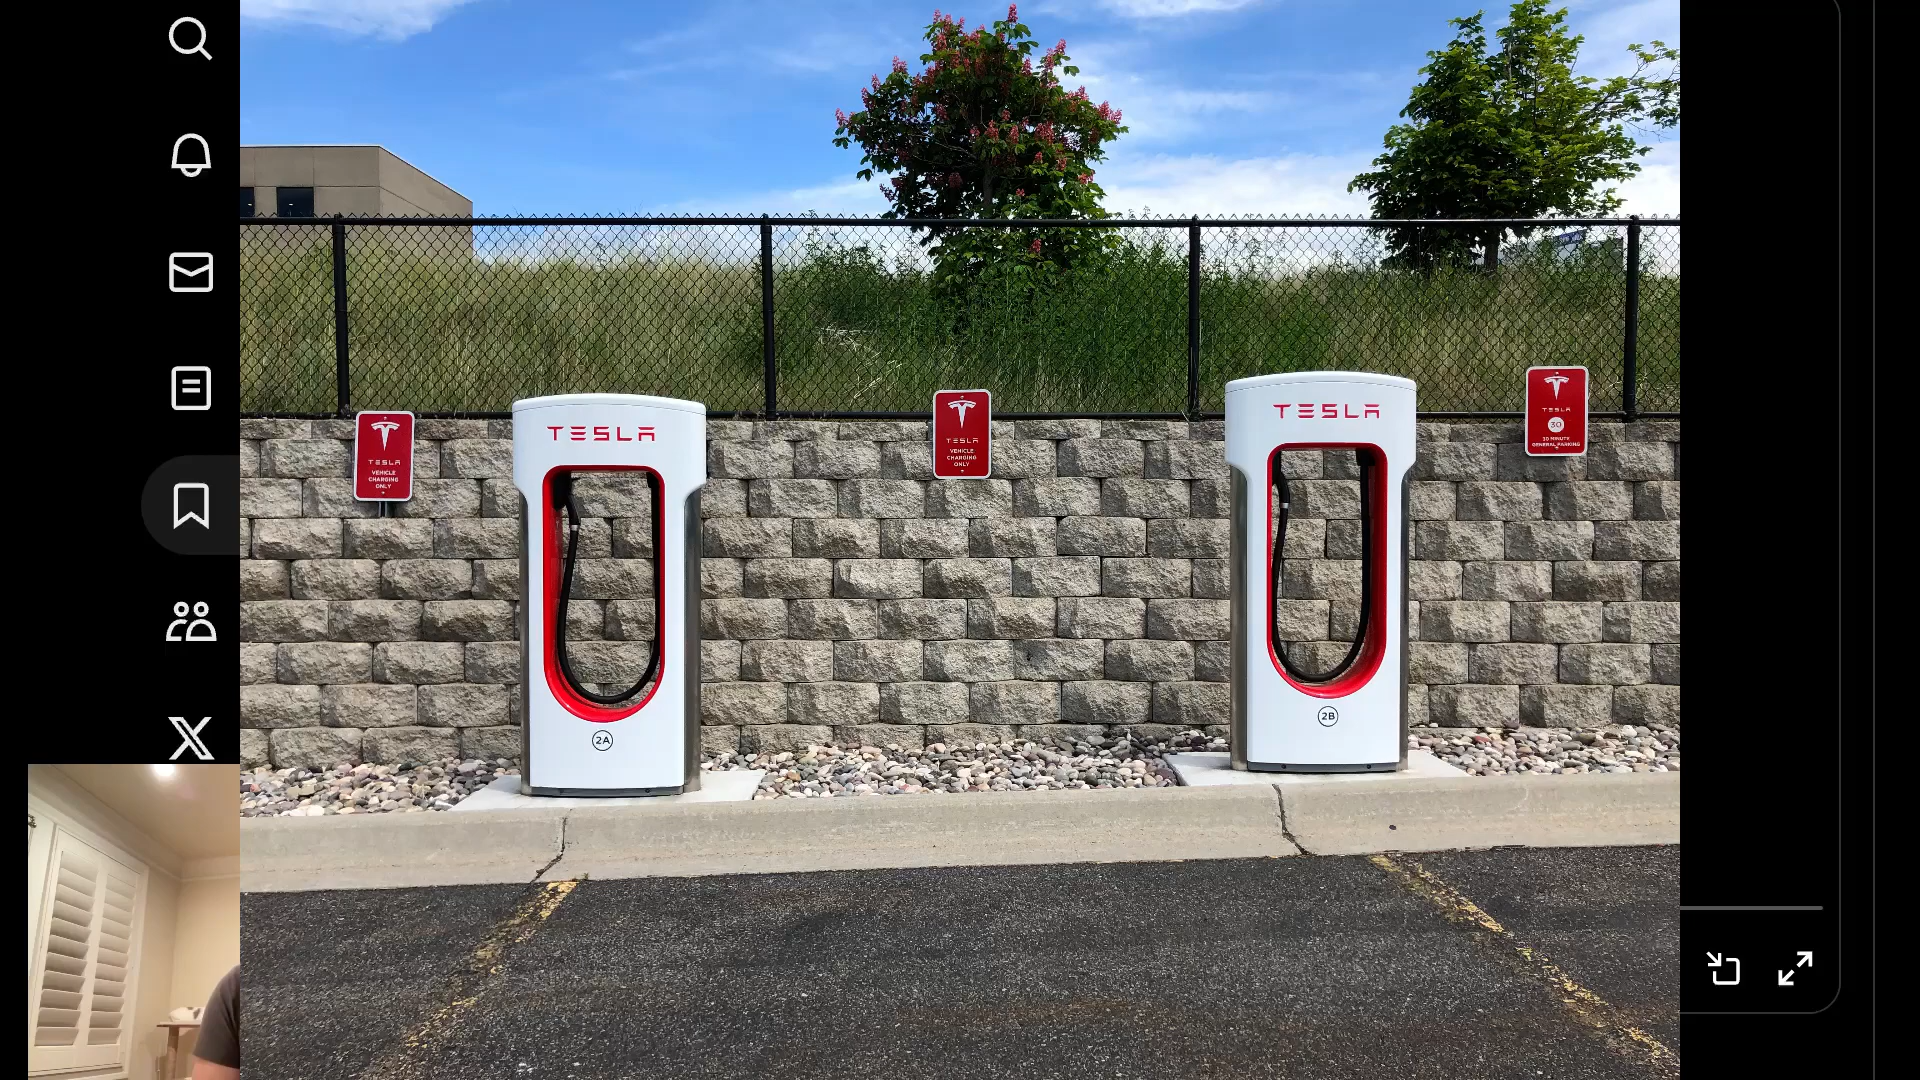 TESLA
VEHICLE
CHARGING
ONLY
TESLA
2A
TESLA
VEHICLE
CHARGING
ONLY
TESLA
2B
TESLA
30
30 MINUTE
GENERAL PARKING